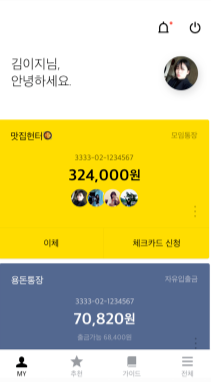 김이지님,
안녕하세요.
맛집헌터
모임통장
3333-02-1234567
324,000원
이체
체크카드 신청
용돈통장
자유입출금
3333-02-1234567
70,820원
출금가능 68,400원
MY
추천
가이드
전체